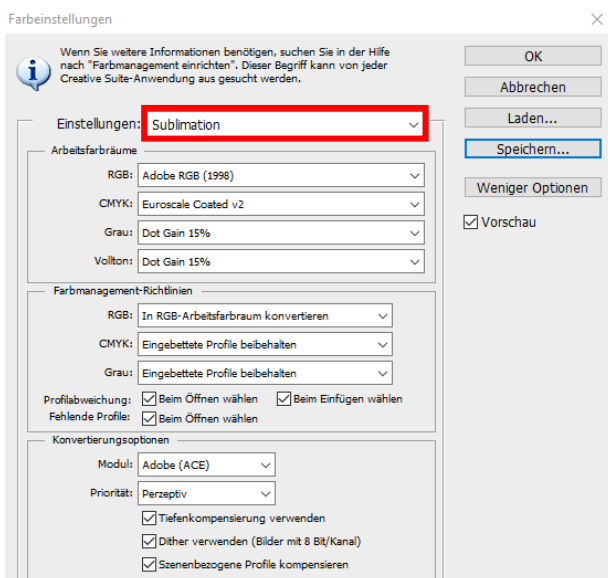 Farbeinstellungen
Wenn Sie weitere Informationen benötigen, suchen Sie in der Hilfe
nach "Farbmanagement einrichten". Dieser Begriff kann von jeder
Creative Suite-Anwendung aus gesucht werden.
OK
Abbrechen
Laden...
Speichern...
Weniger Optionen
Vorschau
Einstellungen: Sublimation
Arbeitsfarbräume
RGB: Adobe RGB (1998)
CMYK: Euroscale Coated v2
Grau: Dot Gain 15%
Vollton: Dot Gain 15%
Farbmanagement-Richtlinien
RGB: In RGB-Arbeitsfarbraum konvertieren
CMYK: Eingebettete Profile beibehalten
Grau: Eingebettete Profile beibehalten
Profilabweichung: Beim Öffnen wählen Beim Einfügen wählen
Fehlende Profile: Beim Öffnen wählen
Konvertierungsoptionen
Modul: Adobe (ACE)
Priorität: Perzeptiv
Tiefenkompensierung verwenden
Dither verwenden (Bilder mit 8 Bit/Kanal)
Szenenbezogene Profile kompensieren